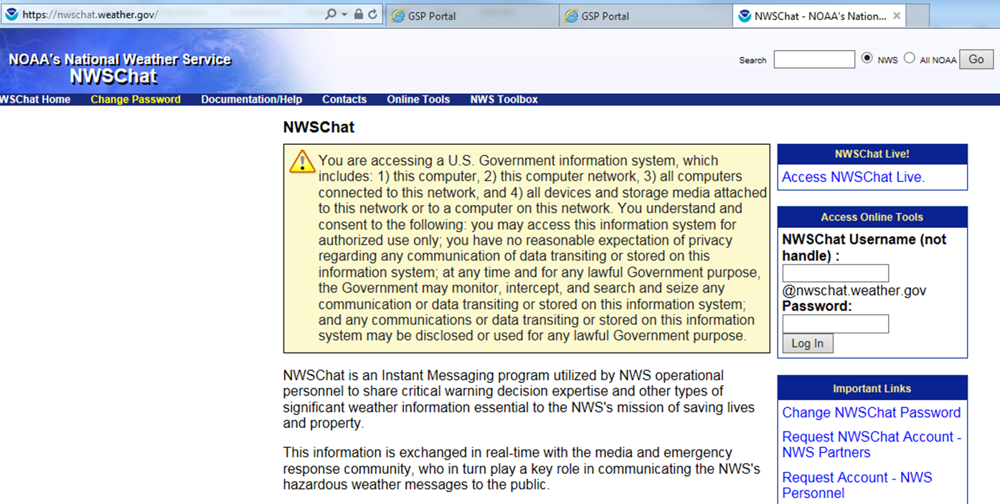 https://nwschat.weather.gov/
GSP Portal
GSP Portal
NWSChat - NOAA's Nation...
NOAA's National Weather Service
NWSChat
Search
NWS
All NOAA
Go
WSChat Home
Change Password
Documentation/Help
Contacts
Online Tools
NWS Toolbox
NWSChat
You are accessing a U.S. Government information system, which
includes: 1) this computer, 2) this computer network, 3) all computers
connected to this network, and 4) all devices and storage media attached
to this network or to a computer on this network. You understand and
consent to the following: you may access this information system for
authorized use only; you have no reasonable expectation of privacy
regarding any communication of data transiting or stored on this
information system; at any time and for any lawful Government purpose,
the Government may monitor, intercept, and search and seize any
communication or data transiting or stored on this information system;
and any communications or data transiting or stored on this information
system may be disclosed or used for any lawful Government purpose.
NWSChat is an Instant Messaging program utilized by NWS operational
personnel to share critical warning decision expertise and other types of
significant weather information essential to the NWS's mission of saving lives
and property.
This information is exchanged in real-time with the media and emergency
response community, who in turn play a key role in communicating the NWS's
hazardous weather messages to the public.
NWSChat Live!
Access NWSChat Live.
Access Online Tools
NWSChat Username (not
handle) :
@nwschat.weather.gov
Password:
Log In
Important Links
Change NWSChat Password
Request NWSChat Account -
NWS Partners
Request Account - NWS
Personnel